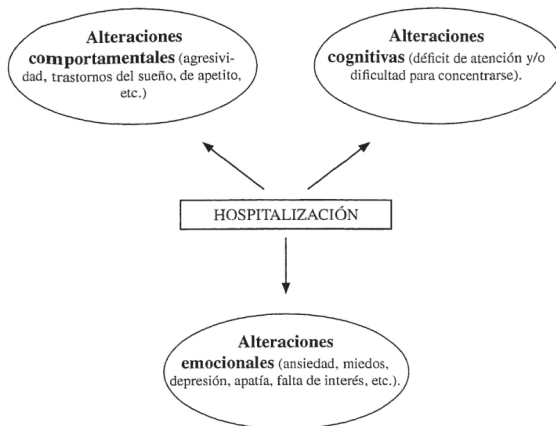 Alteraciones
comportamentales (agresivi-
dad, trastornos del sueño, de apetito,
etc.)
Alteraciones
cognitivas (déficit de atención y/o
dificultad para concentrarse).
HOSPITALIZACIÓN
Alteraciones
emocionales (ansiedad, miedos,
depresión, apatía, falta de interés, etc.).